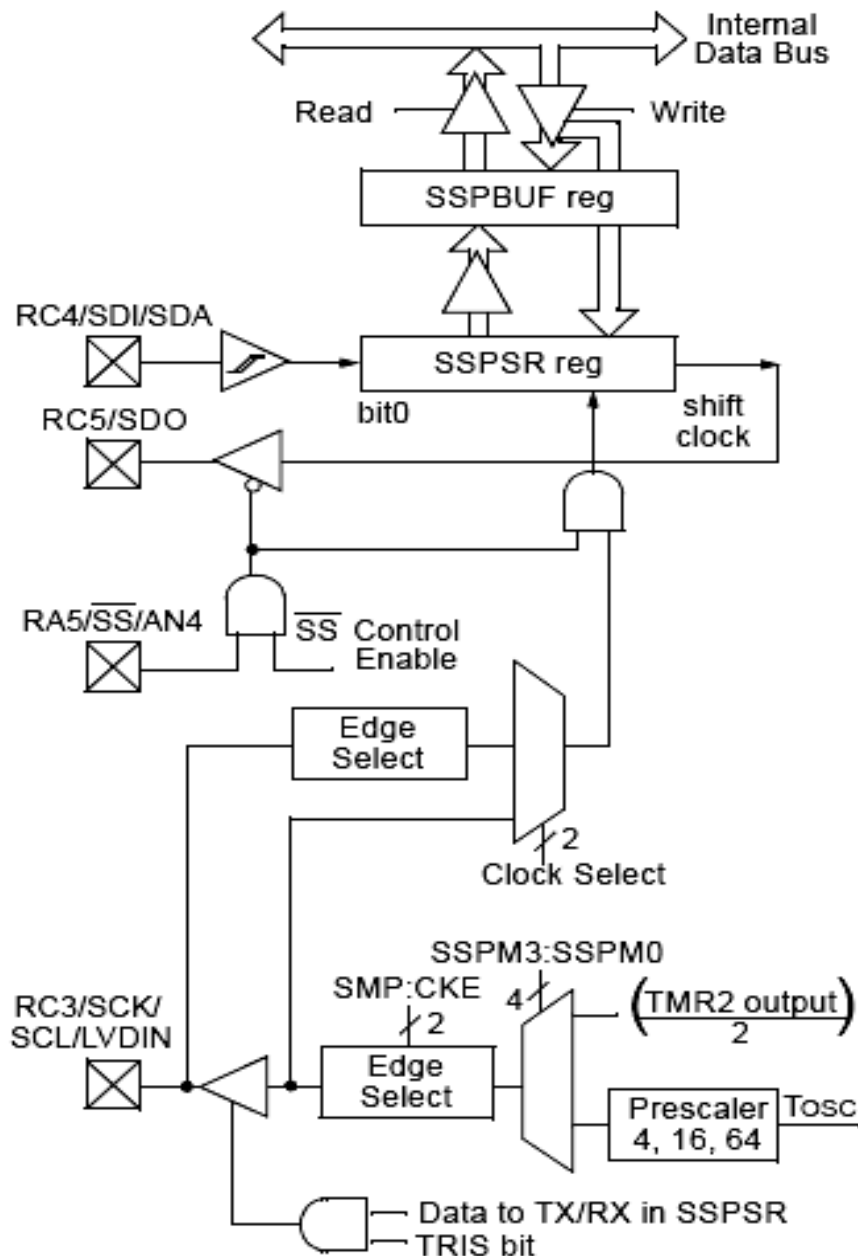 Internal
Data Bus
Read
Write
SSPBUF reg
RC4/SDI/SDA
SSPSR reg
bit0
shift
clock
RC5/SDO
RA5/S̅S̅/AN4
S̅S̅ Control
Enable
Edge
Select
2
Clock Select
SSPM3:SSPM0
SMP:CKE
4
(TMR2 output)
2
2
RC3/SCK/
SCL/LVDIN
Edge
Select
Prescaler
4, 16, 64
TOSC
Data to TX/RX in SSPSR
TRIS bit